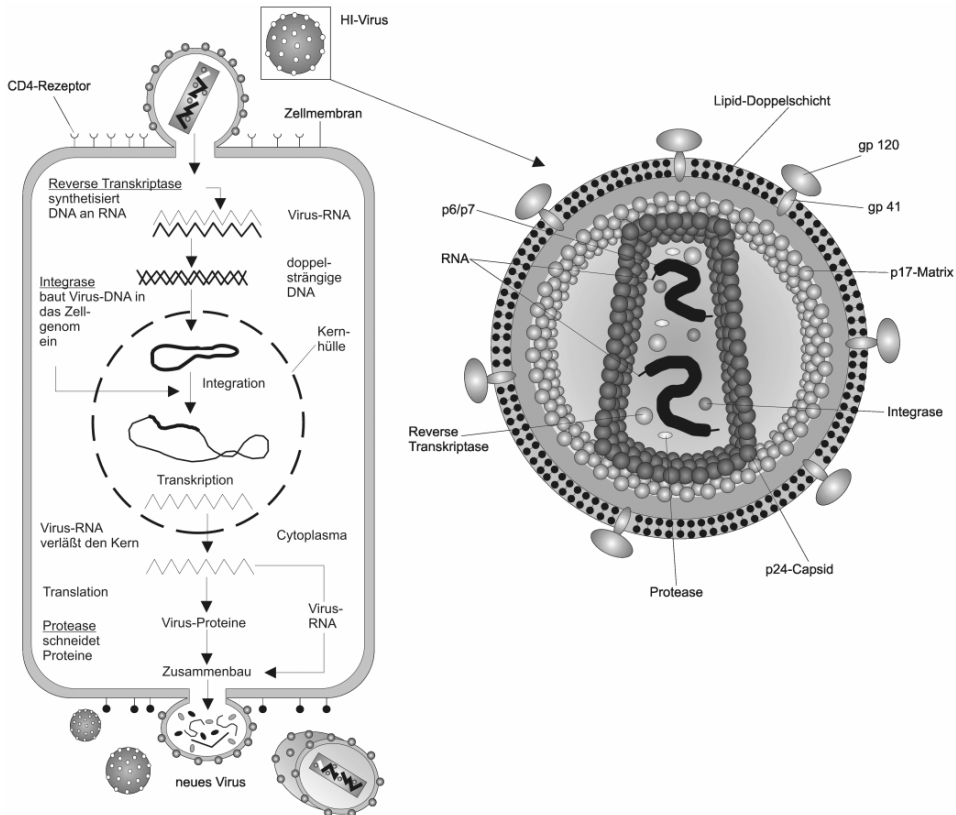 HI-Virus
CD4-Rezeptor
Zellmembran
Reverse Transkriptase
synthetisiert
DNA an RNA
Virus-RNA
doppel-
strängige
DNA
Integrase
baut Virus-DNA in
das Zell-
genom
ein
Kern-
hülle
Integration
Transkription
Virus-RNA
verläßt den Kern
Cytoplasma
Translation
Virus-Proteine
Virus-
RNA
Protease
schneidet
Proteine
Zusammenbau
neues Virus
Lipid-Doppelschicht
gp 120
gp 41
p6/p7
RNA
p17-Matrix
Integrase
Reverse
Transkriptase
p24-Capsid
Protease